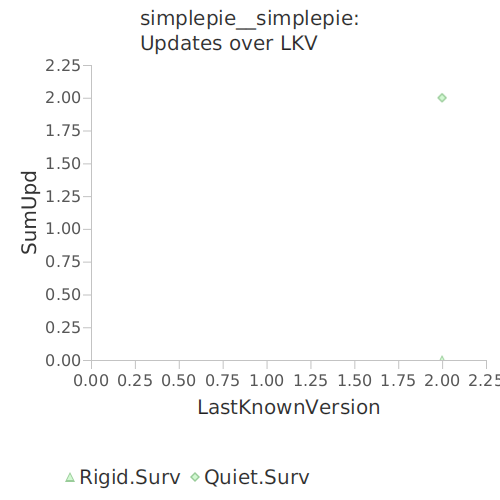 simplepie__simplepie:
Updates over LKV
2.25
2.00
1.75
1.50
1.25
1.00
0.75
0.50
0.25
0.00
SumUpd
0.00 0.25 0.50 0.75 1.00 1.25 1.50 1.75 2.00 2.25
LastKnownVersion
Rigid.Surv Quiet.Surv